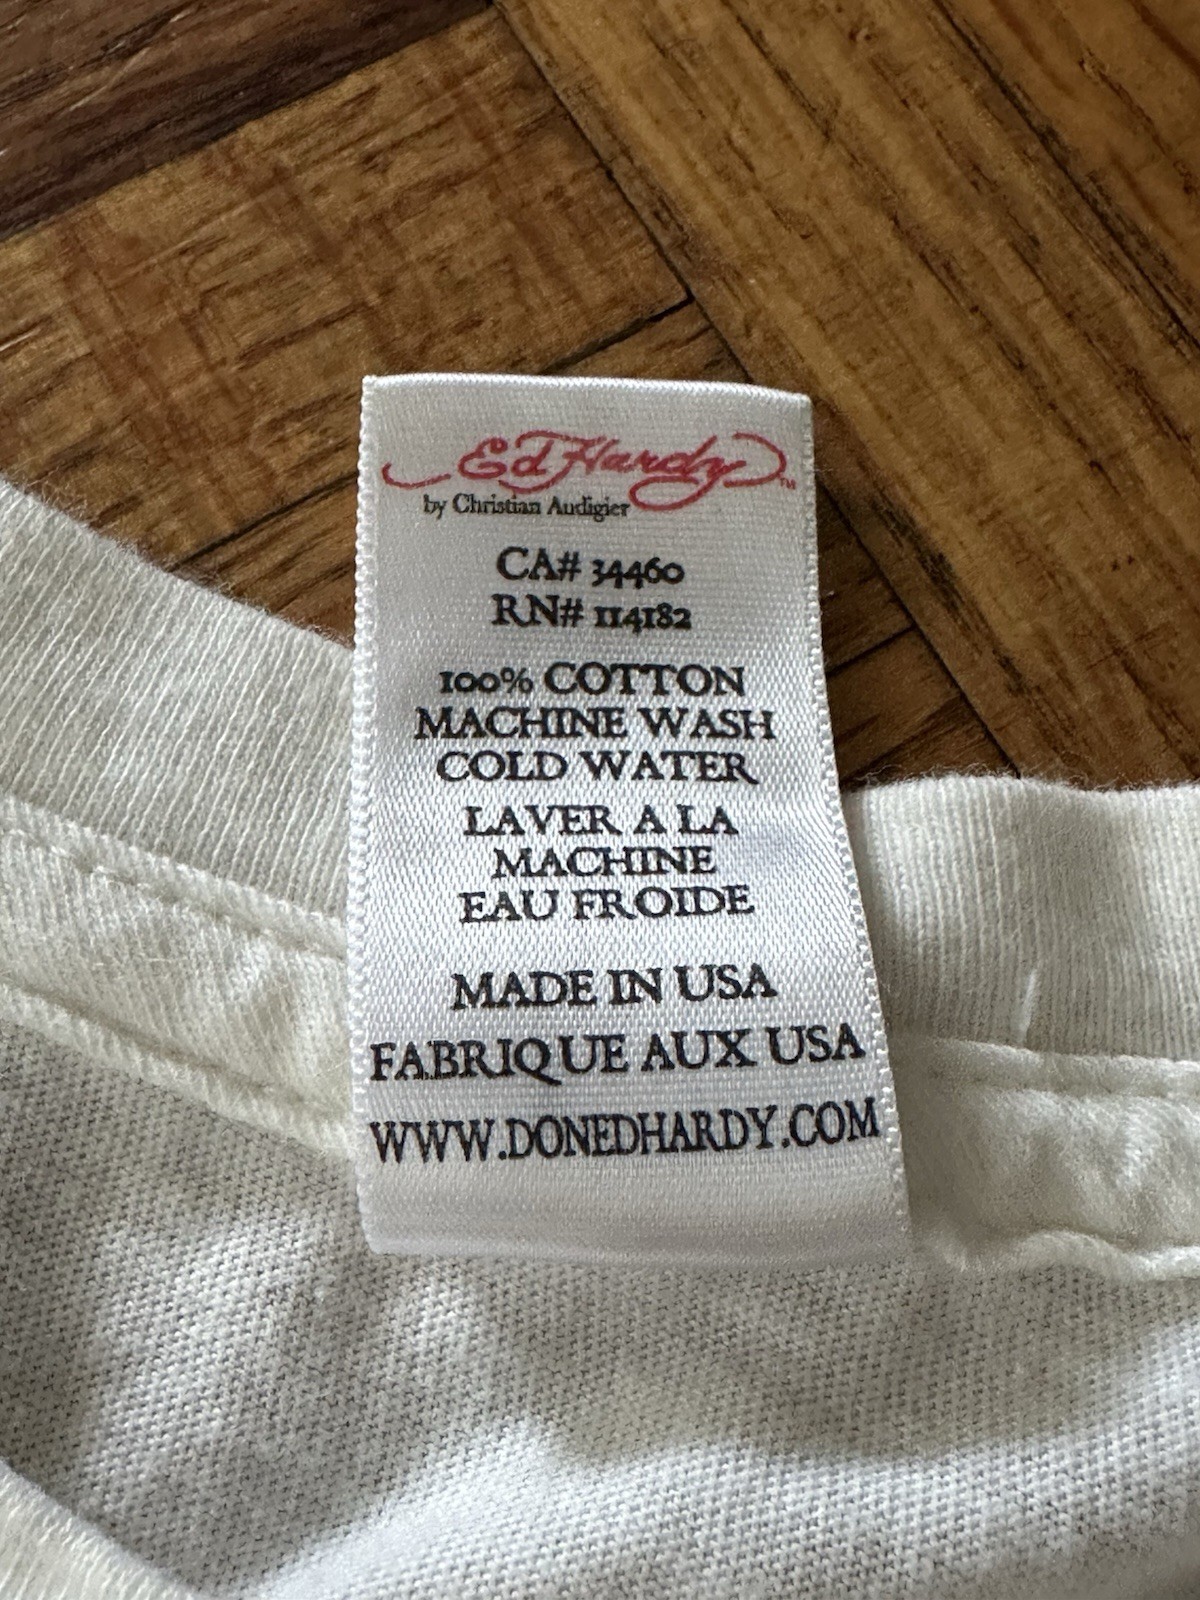 Ed Hardy™
by Christian Audigier
CA# 34460
RN# 114182
100% COTTON
MACHINE WASH
COLD WATER
LAVER A LA
MACHINE
EAU FROIDE
MADE IN USA
FABRIQUE AUX USA
WWW.DONEDHARDY.COM